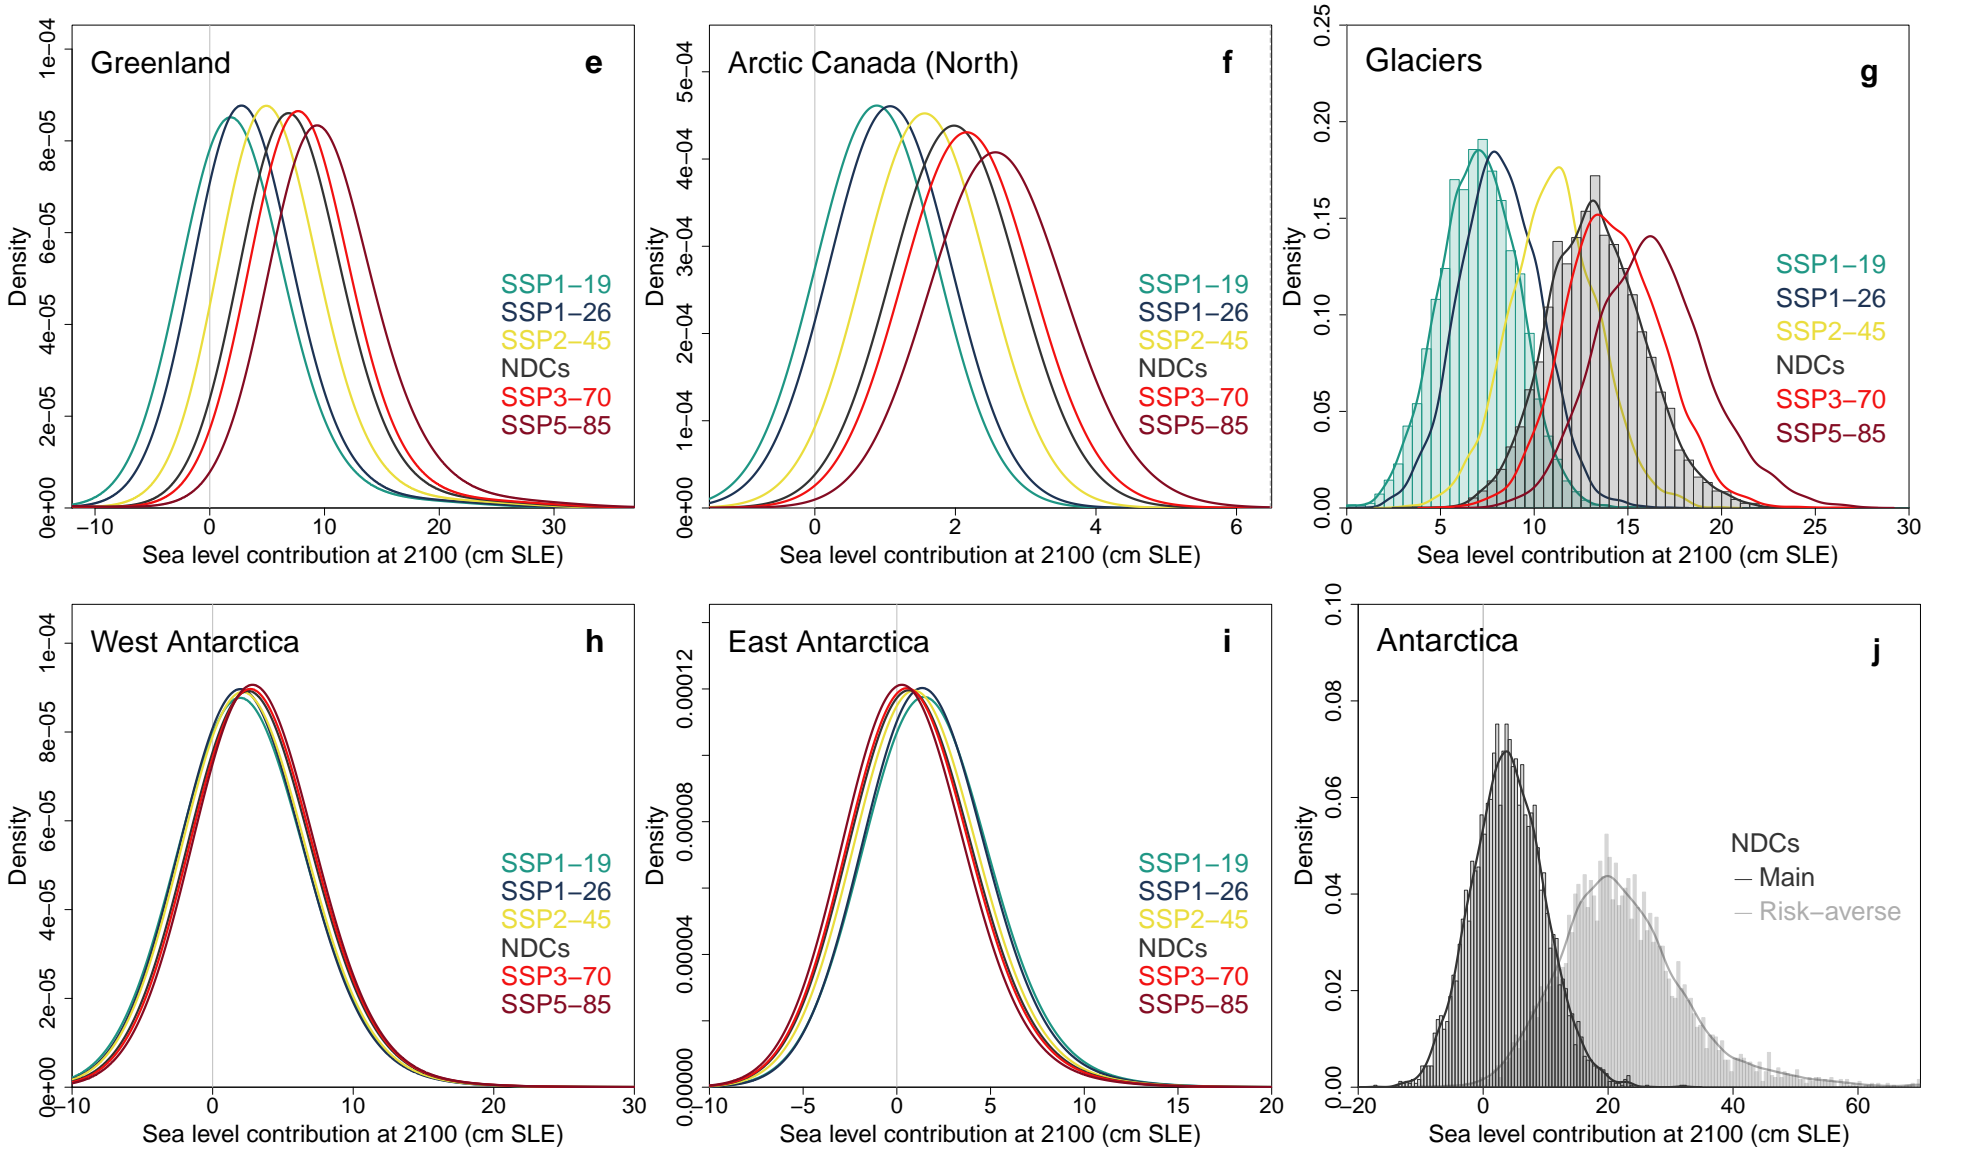 Greenland
e
Density
0e+00
2e−05
4e−05
6e−05
8e−05
1e−04
SSP1−19
SSP1−26
SSP2−45
NDCs
SSP3−70
SSP5−85
−10 0 10 20 30
Sea level contribution at 2100 (cm SLE)
Arctic Canada (North)
f
Density
0e+00
1e−04
2e−04
3e−04
4e−04
5e−04
SSP1−19
SSP1−26
SSP2−45
NDCs
SSP3−70
SSP5−85
0 2 4 6
Sea level contribution at 2100 (cm SLE)
Glaciers
g
Density
0.00
0.05
0.10
0.15
0.20
0.25
SSP1−19
SSP1−26
SSP2−45
NDCs
SSP3−70
SSP5−85
0 5 10 15 20 25 30
Sea level contribution at 2100 (cm SLE)
West Antarctica
h
Density
0e+00
2e−05
4e−05
6e−05
8e−05
1e−04
SSP1−19
SSP1−26
SSP2−45
NDCs
SSP3−70
SSP5−85
−10 0 10 20 30
Sea level contribution at 2100 (cm SLE)
East Antarctica
i
Density
0.0000
0.0004
0.0008
0.0012
SSP1−19
SSP1−26
SSP2−45
NDCs
SSP3−70
SSP5−85
−10 −5 0 5 10 15 20
Sea level contribution at 2100 (cm SLE)
Antarctica
j
Density
0.00
0.02
0.04
0.06
0.08
0.10
NDCs
Main
Risk−averse
−20 0 20 40 60
Sea level contribution at 2100 (cm SLE)